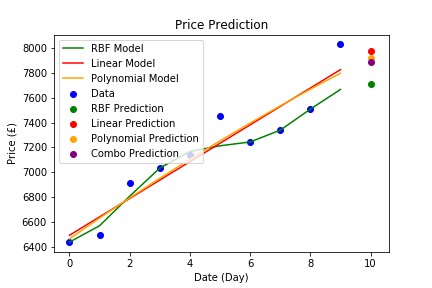 Price Prediction
8000
7800
7600
7400
7200
7000
6800
6600
6400
Price (£)
RBF Model
Linear Model
Polynomial Model
Data
RBF Prediction
Linear Prediction
Polynomial Prediction
Combo Prediction
0 2 4 6 8 10
Date (Day)